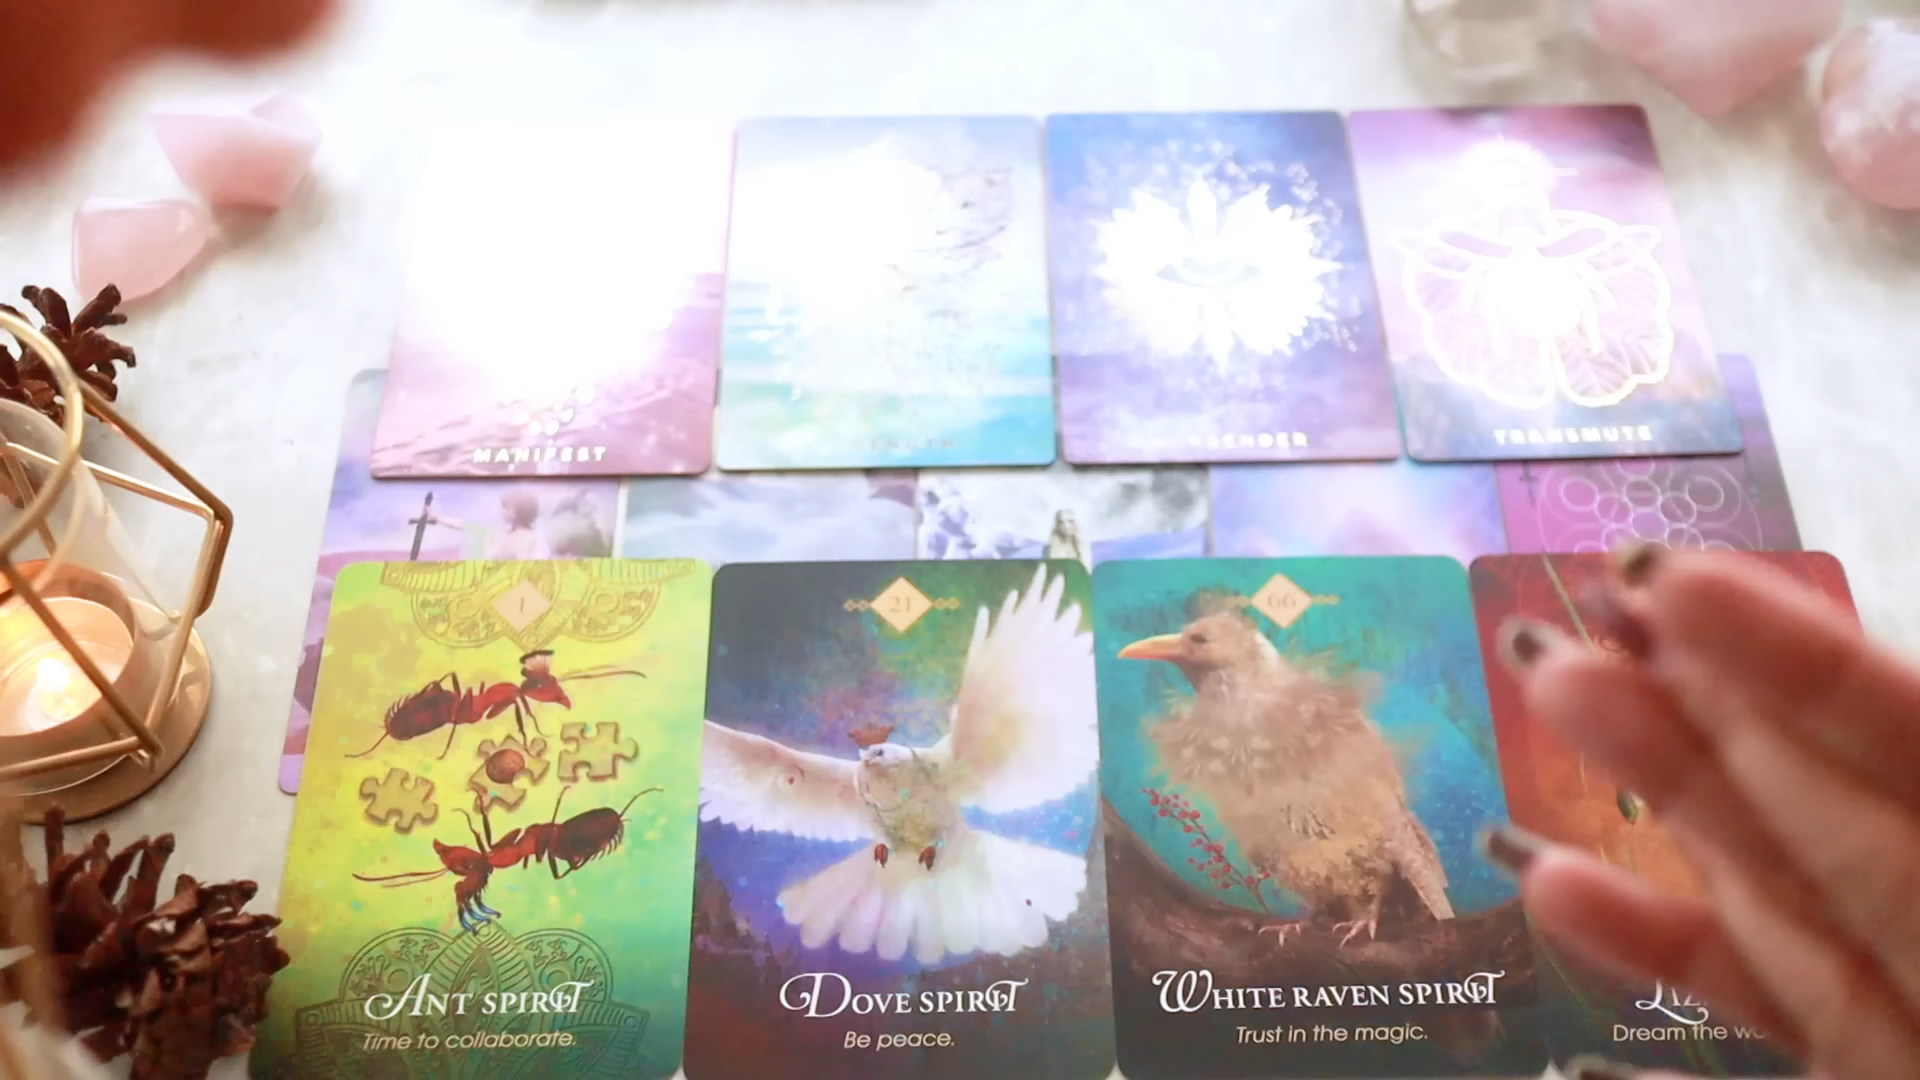 MANIFEST
TRANSMUTE
1
21
66
ANT SPIRIT
Time to collaborate.
DOVE SPIRIT
Be peace.
WHITE RAVEN SPIRIT
Trust in the magic.
Dream the